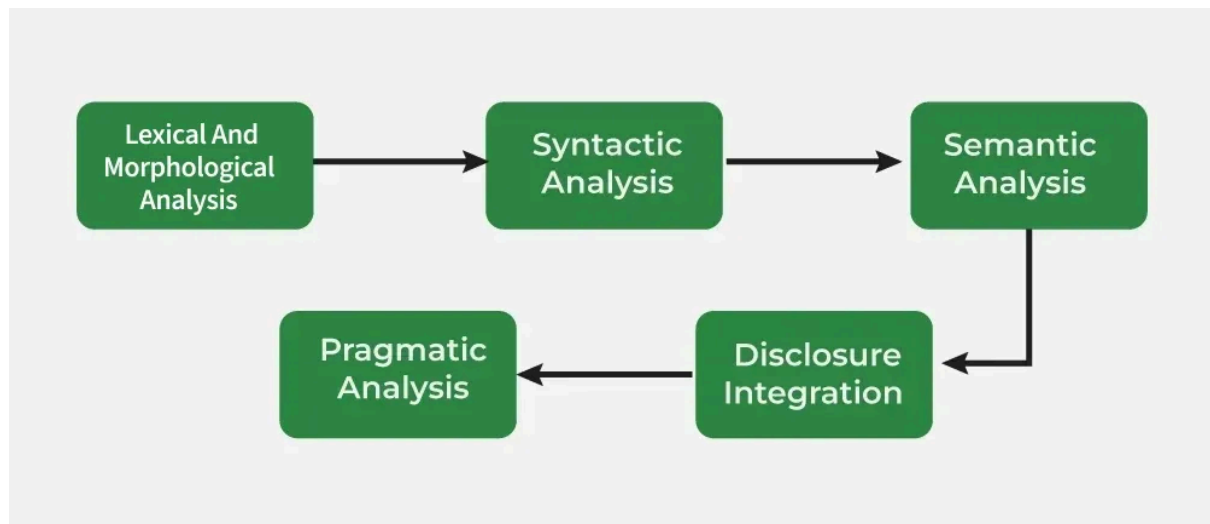 Lexical And
Morphological
Analysis
Syntactic
Analysis
Semantic
Analysis
Disclosure
Integration
Pragmatic
Analysis